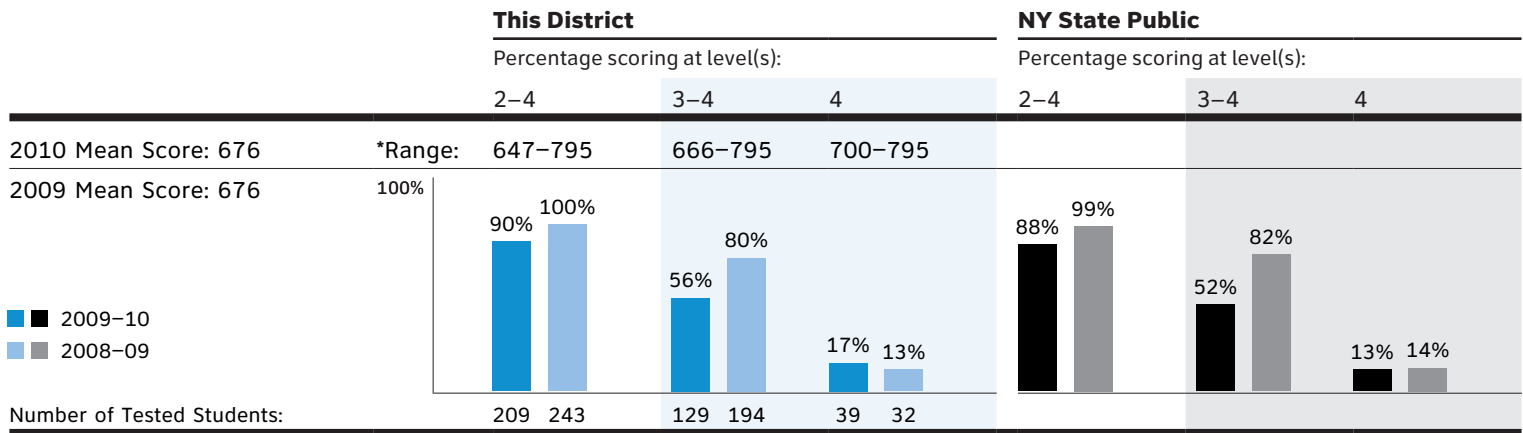 This District NY State Public
Percentage scoring at level(s): Percentage scoring at level(s):
2–4 3–4 4 2–4 3–4 4
2010 Mean Score: 676 *Range: 647–795 666–795 700–795
2009 Mean Score: 676 100%
90% 100% 56% 80% 17% 13% 88% 99% 52% 82% 13% 14%
2009–10
2008–09
Number of Tested Students: 209 243 129 194 39 32